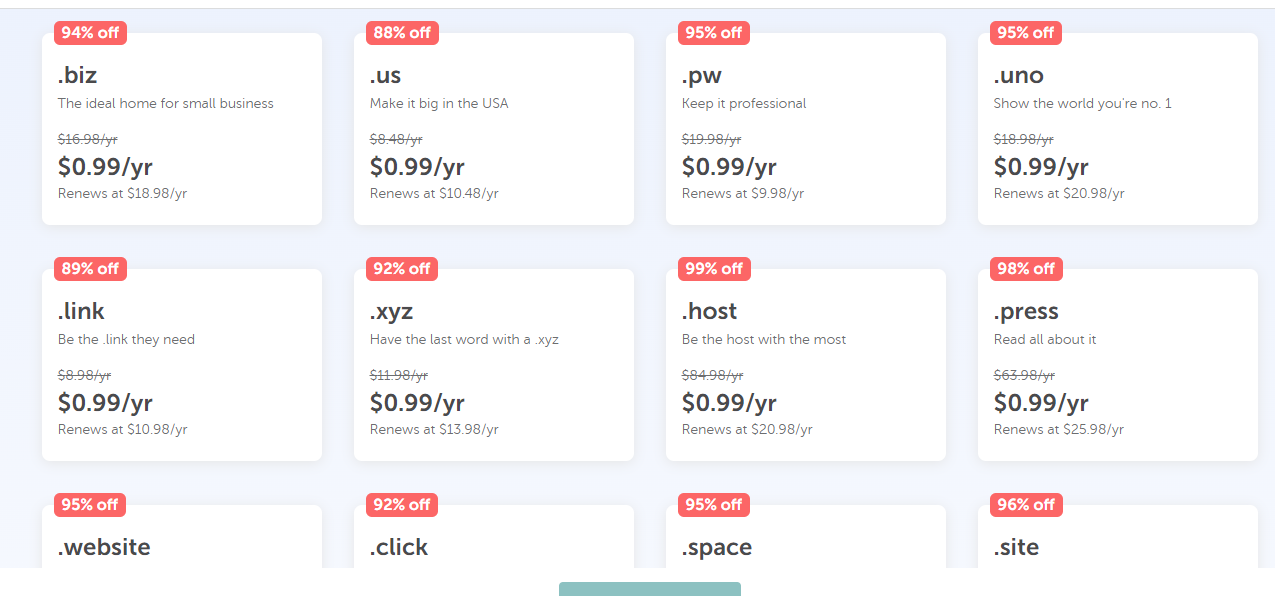 94% off
.biz
The ideal home for small business
$16.98/yr
$0.99/yr
Renews at $18.98/yr
88% off
.us
Make it big in the USA
$8.48/yr
$0.99/yr
Renews at $10.48/yr
95% off
.pw
Keep it professional
$19.98/yr
$0.99/yr
Renews at $9.98/yr
95% off
.uno
Show the world you're no. 1
$18.98/yr
$0.99/yr
Renews at $20.98/yr
89% off
.link
Be the .link they need
$8.98/yr
$0.99/yr
Renews at $10.98/yr
92% off
.xyz
Have the last word with a .xyz
$11.98/yr
$0.99/yr
Renews at $13.98/yr
99% off
.host
Be the host with the most
$84.98/yr
$0.99/yr
Renews at $20.98/yr
98% off
.press
Read all about it
$63.98/yr
$0.99/yr
Renews at $25.98/yr
95% off
.website
92% off
.click
95% off
.space
96% off
.site